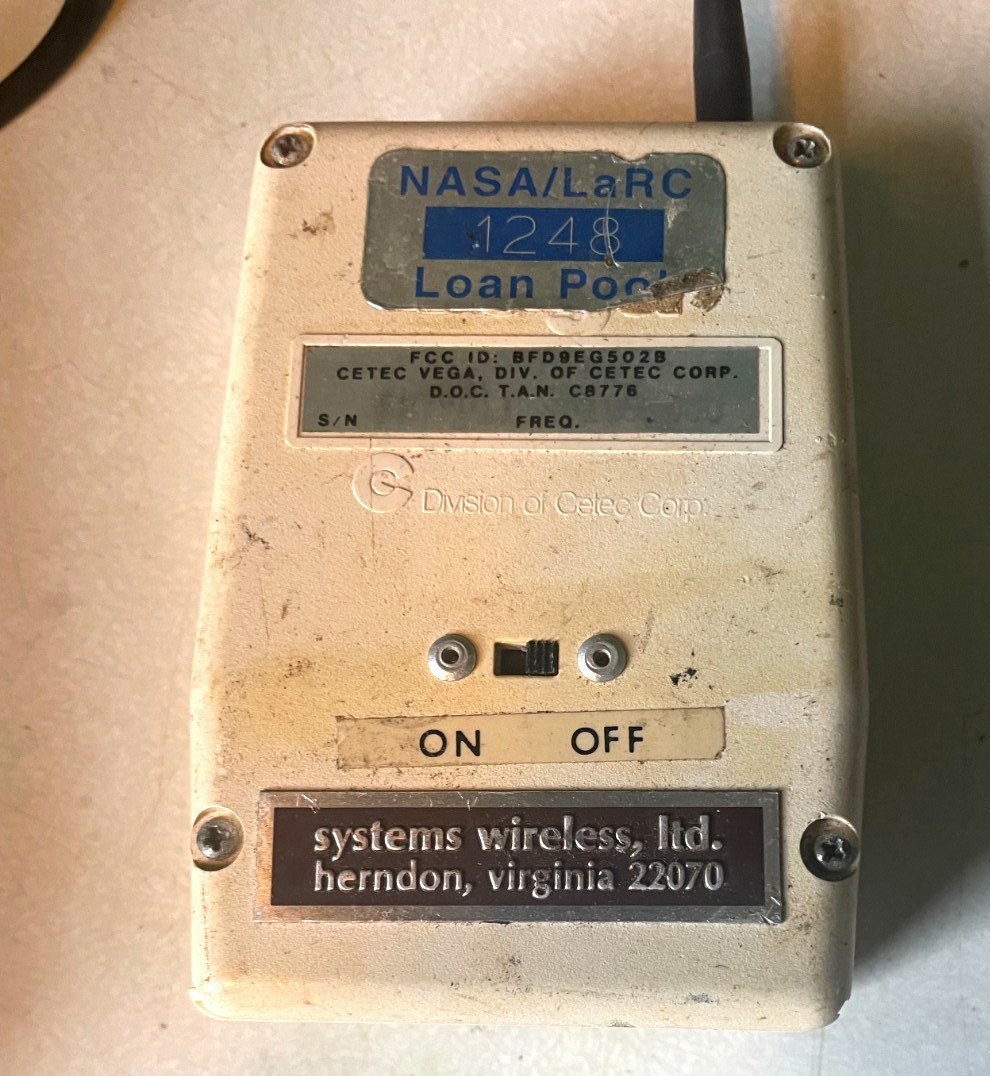 NASA/LaRC
1248
Loan Pool
FCC ID: BFD9EG502B
CETEC VEGA, DIV. OF CETEC CORP.
D.O.C. T.A.N. C8776
S/N FREQ.
Division of Cetec Corp.
ON OFF
systems wireless, ltd.
herndon, virginia 22070